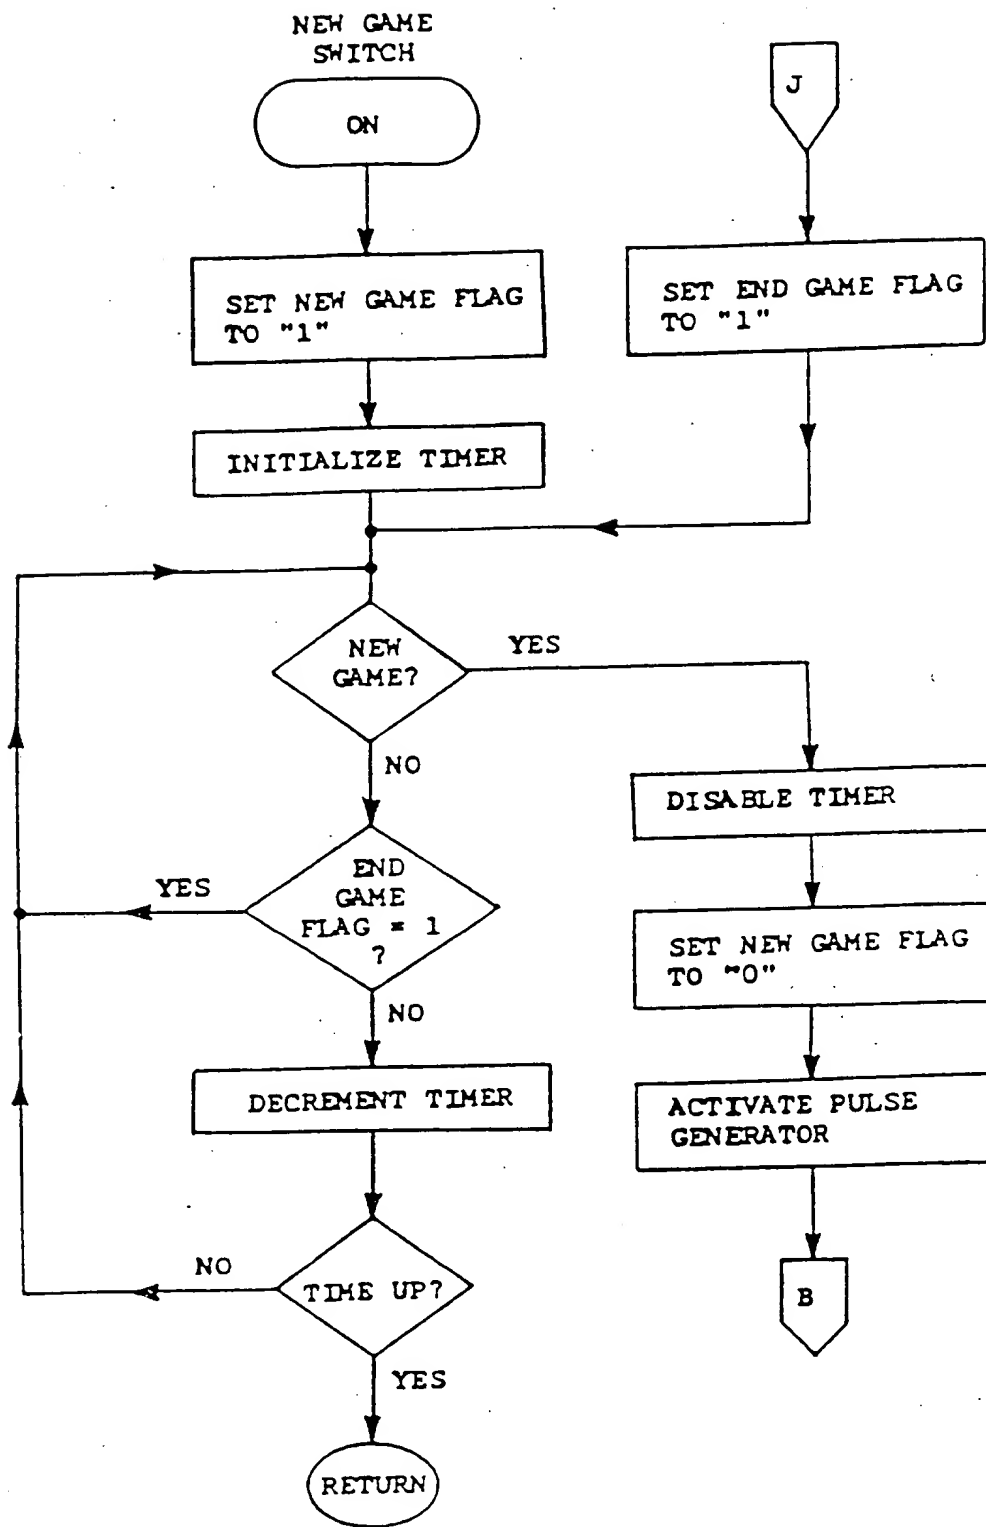 NEW GAME
SWITCH
ON
J
SET NEW GAME FLAG
TO "1"
SET END GAME FLAG
TO "1"
INITIALIZE TIMER
NEW
GAME?
YES
NO
DISABLE TIMER
END
GAME
FLAG = 1
?
YES
NO
SET NEW GAME FLAG
TO "0"
DECREMENT TIMER
ACTIVATE PULSE
GENERATOR
TIME UP?
NO
YES
B
RETURN